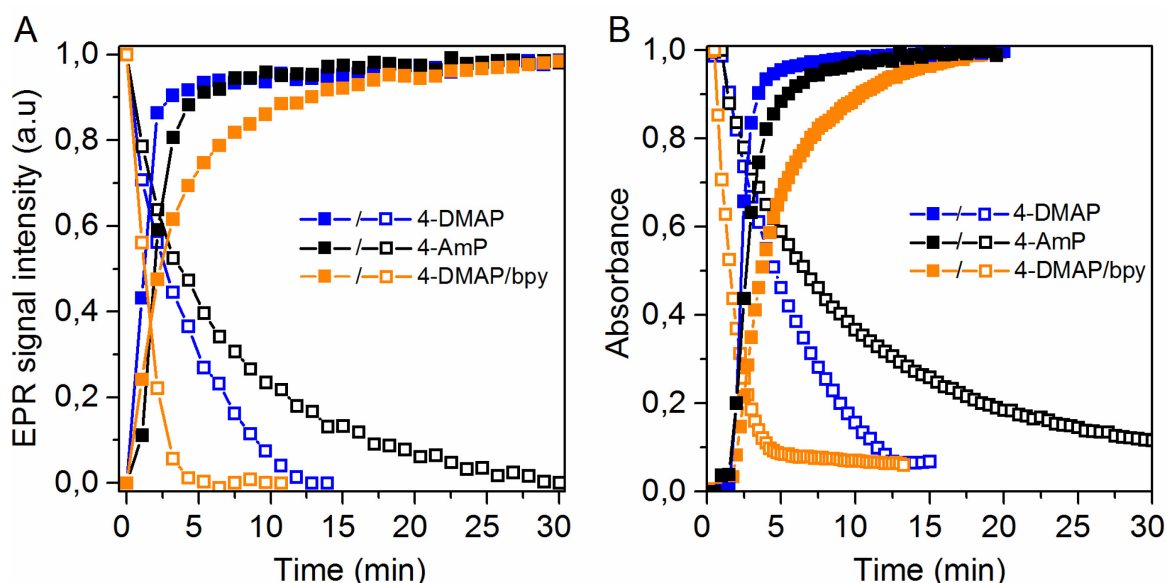 A
EPR signal intensity (a.u)
1,0
0,8
0,6
0,4
0,2
0,0
/ 4-DMAP
/ 4-AmP
/ 4-DMAP/bpy
0 5 10 15 20 25 30
Time (min)
B
Absorbance
1,0
0,8
0,6
0,4
0,2
0,0
/ 4-DMAP
/ 4-AmP
/ 4-DMAP/bpy
0 5 10 15 20 25 30
Time (min)